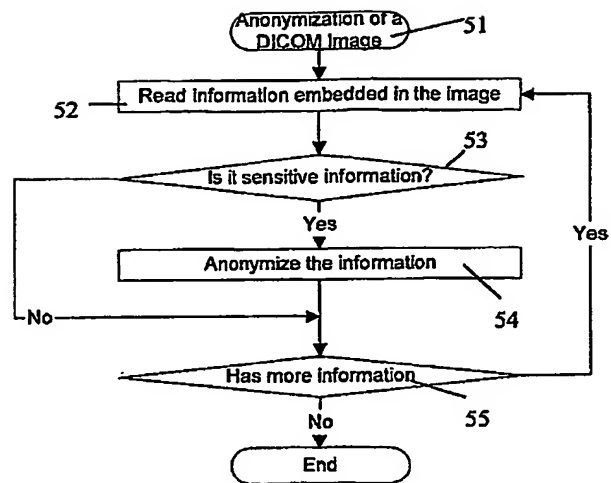 Anonymization of a
DICOM Image
51
Read information embedded in the image
52
53
Is it sensitive information?
Yes
Yes
Anonymize the information
54
No
Has more information
55
No
End